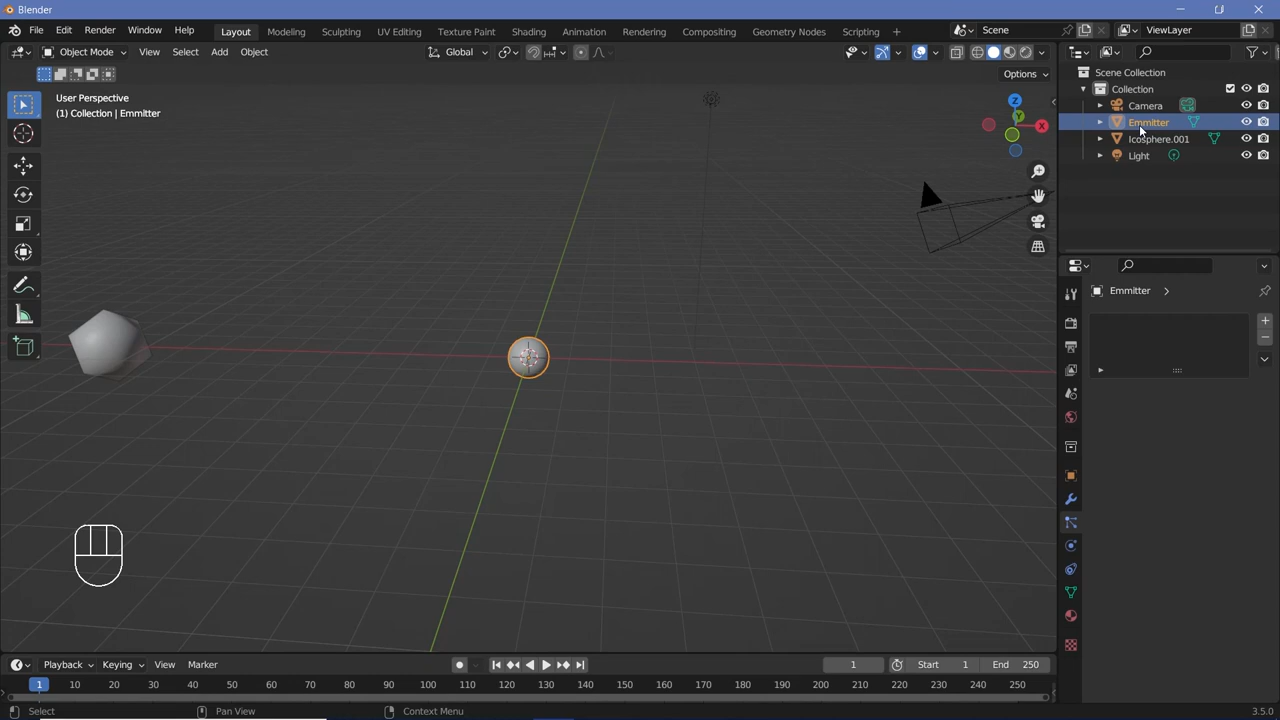 Blender
File Edit Render Window Help Layout Modeling Sculpting UV Editing Texture Paint Shading Animation Rendering Compositing Geometry Nodes Scripting + Scene ViewLayer
Object Mode View Select Add Object Global
Options
User Perspective
(1) Collection | Emmitter
Z
Y
X
Scene Collection
Collection
Camera
Emmitter
Icosphere.001
Light
Emmitter
Playback Keying View Marker 1 Start 1 End 250
1 10 20 30 40 50 60 70 80 90 100 110 120 130 140 150 160 170 180 190 200 210 220 230 240 250
Select Pan View Context Menu 3.5.0